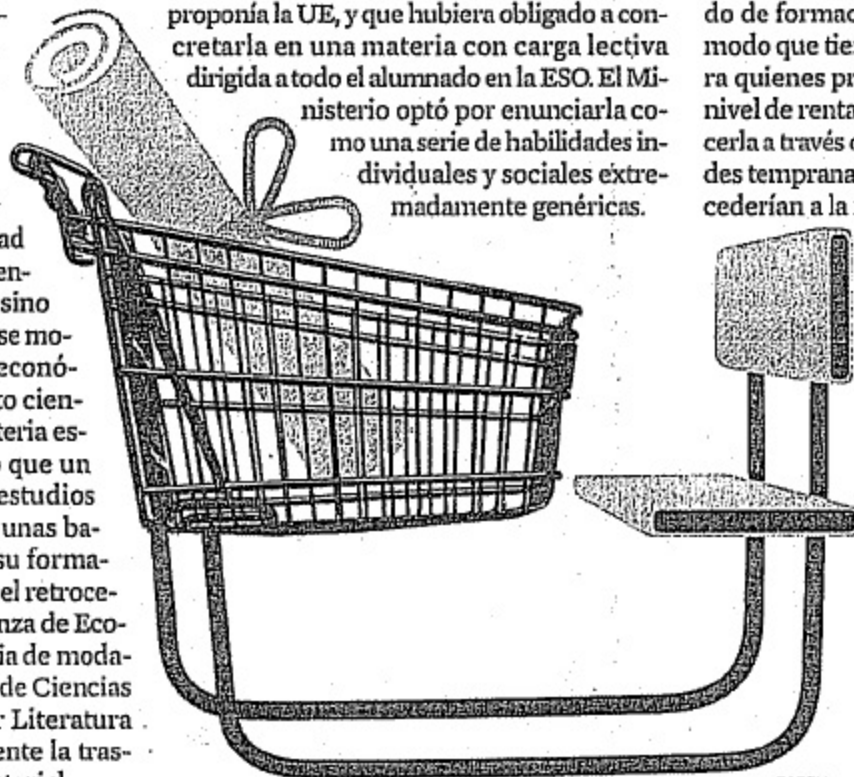 proponía la UE, y que hubiera obligado a con-
cretarla en una materia con carga lectiva
dirigida a todo el alumnado en la ESO. El Mi-
nisterio optó por enunciarla co-
mo una serie de habilidades in-
dividuales y sociales extre-
madamente genéricas.
ad
en-
sino
se mo-
econó-
to cien-
teria es-
que un
estudios
unas ba-
su forma-
el retroce-
nza de Eco-
ia de moda-
de Ciencias
r Literatura
ente la tras-
do de formac
modo que tie
ra quienes pr
nivel de renta
cerla a través
des temprana
cederían a la